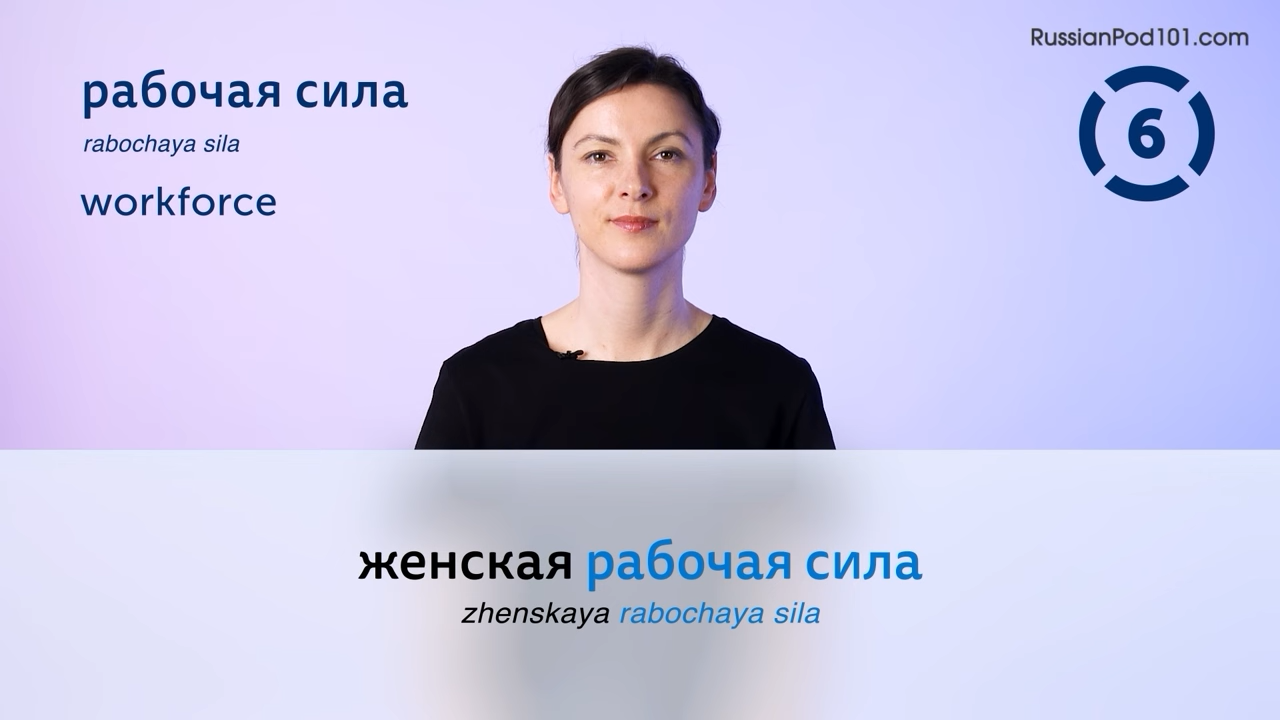 RussianPod101.com
рабочая сила
rabochaya sila
workforce
6
женская рабочая сила
zhenskaya rabochaya sila